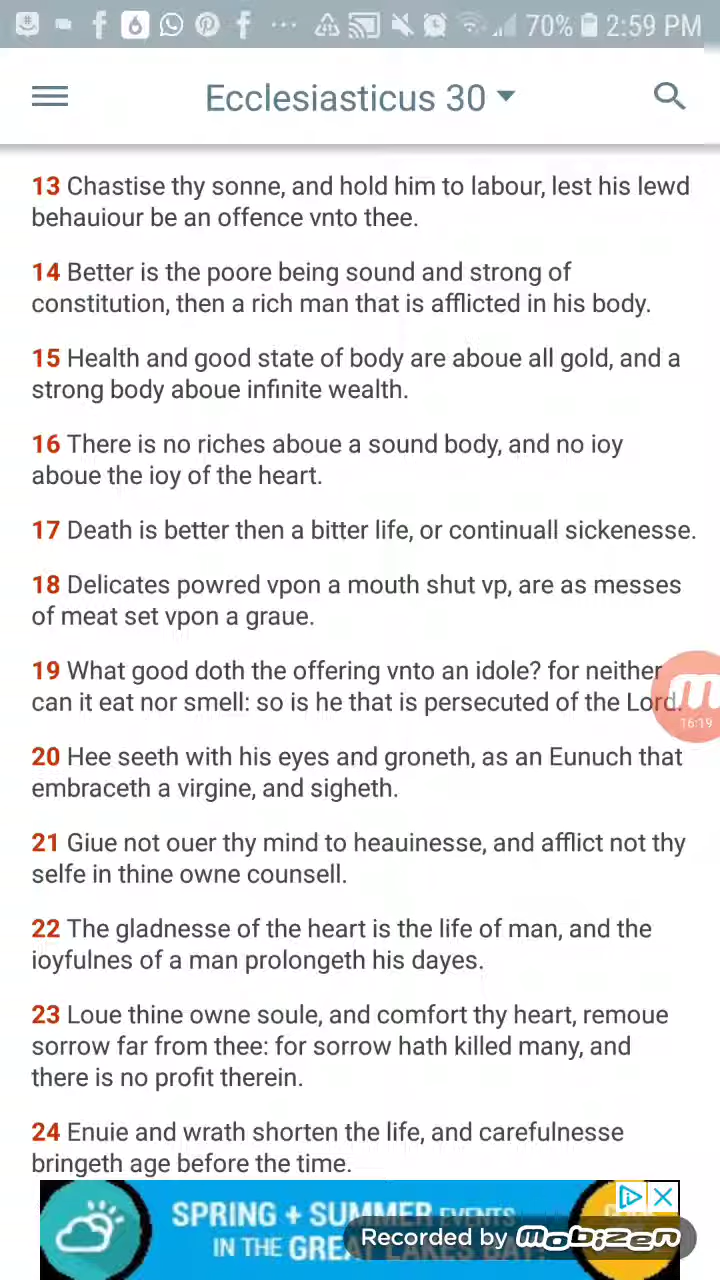 70% 2:59 PM
Ecclesiasticus 30
13 Chastise thy sonne, and hold him to labour, lest his lewd
behauiour be an offence vnto thee.
14 Better is the poore being sound and strong of
constitution, then a rich man that is afflicted in his body.
15 Health and good state of body are aboue all gold, and a
strong body aboue infinite wealth.
16 There is no riches aboue a sound body, and no ioy
aboue the ioy of the heart.
17 Death is better then a bitter life, or continuall sickenesse.
18 Delicates powred vpon a mouth shut vp, are as messes
of meat set vpon a graue.
19 What good doth the offering vnto an idole? for neither
can it eat nor smell: so is he that is persecuted of the Lord.
16:19
20 Hee seeth with his eyes and groneth, as an Eunuch that
embraceth a virgine, and sigheth.
21 Giue not ouer thy mind to heauinesse, and afflict not thy
selfe in thine owne counsell.
22 The gladnesse of the heart is the life of man, and the
ioyfulnes of a man prolongeth his dayes.
23 Loue thine owne soule, and comfort thy heart, remoue
sorrow far from thee: for sorrow hath killed many, and
there is no profit therein.
24 Enuie and wrath shorten the life, and carefulnesse
bringeth age before the time.
SPRING + SUMMER EVENTS
IN THE GREAT LAKES BAY
Recorded by Mobizen